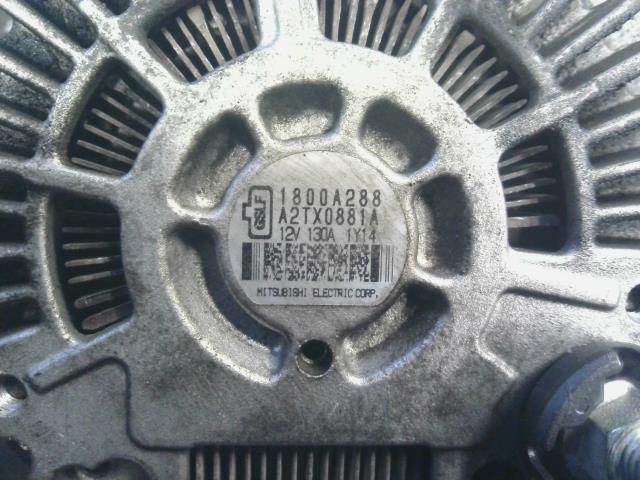 1800A288
A2TX0881A
12V 130A 1Y14
MITSUBISHI ELECTRIC CORP.